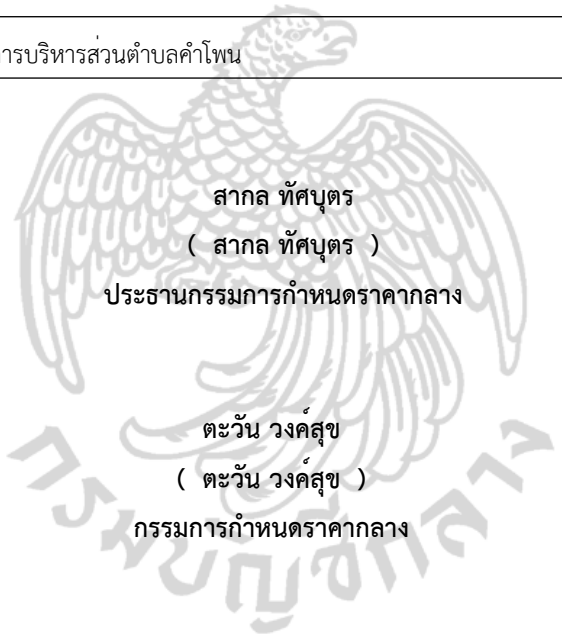 การบริหารส่วนตำบลคำโพน
สากล ทัศบุตร
( สากล ทัศบุตร )
ประธานกรรมการกำหนดราคากลาง
ตะวัน วงค์สุข
( ตะวัน วงค์สุข )
กรรมการกำหนดราคากลาง
กรมบัญชีกลาง